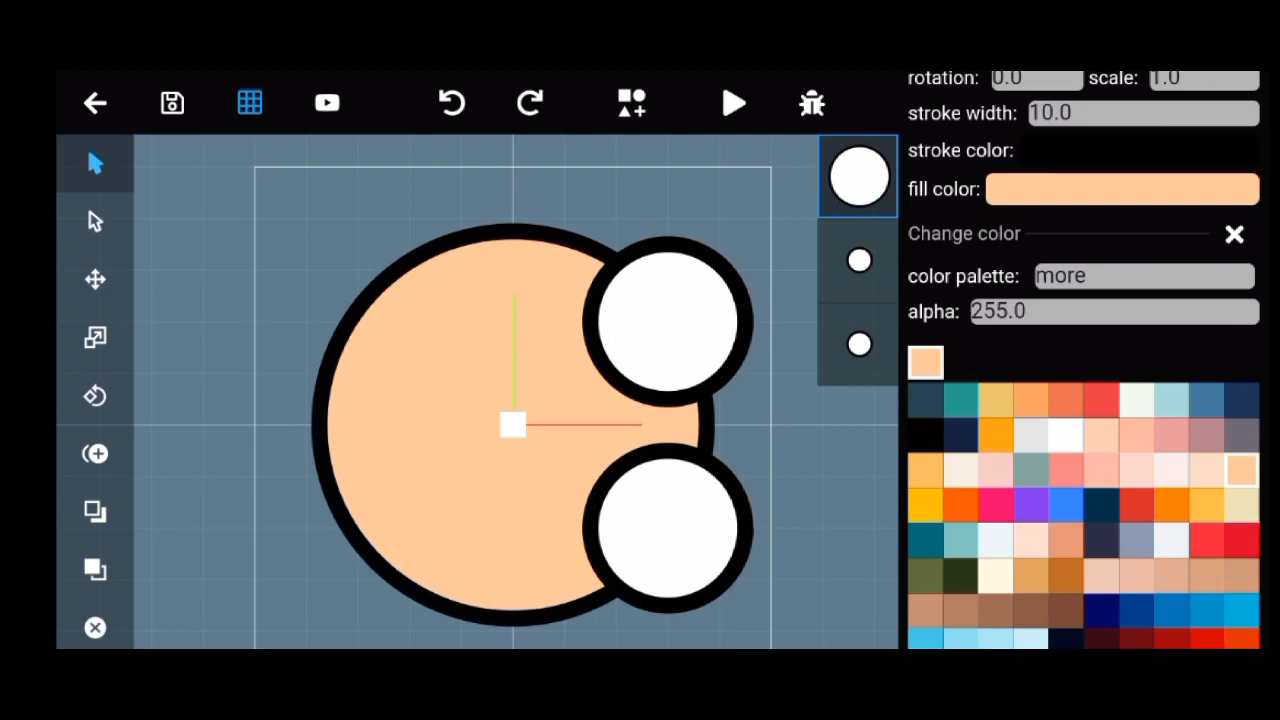 rotation: 0.0 scale: 1.0
stroke width: 10.0
stroke color:
fill color:
Change color
color palette: more
alpha: 255.0